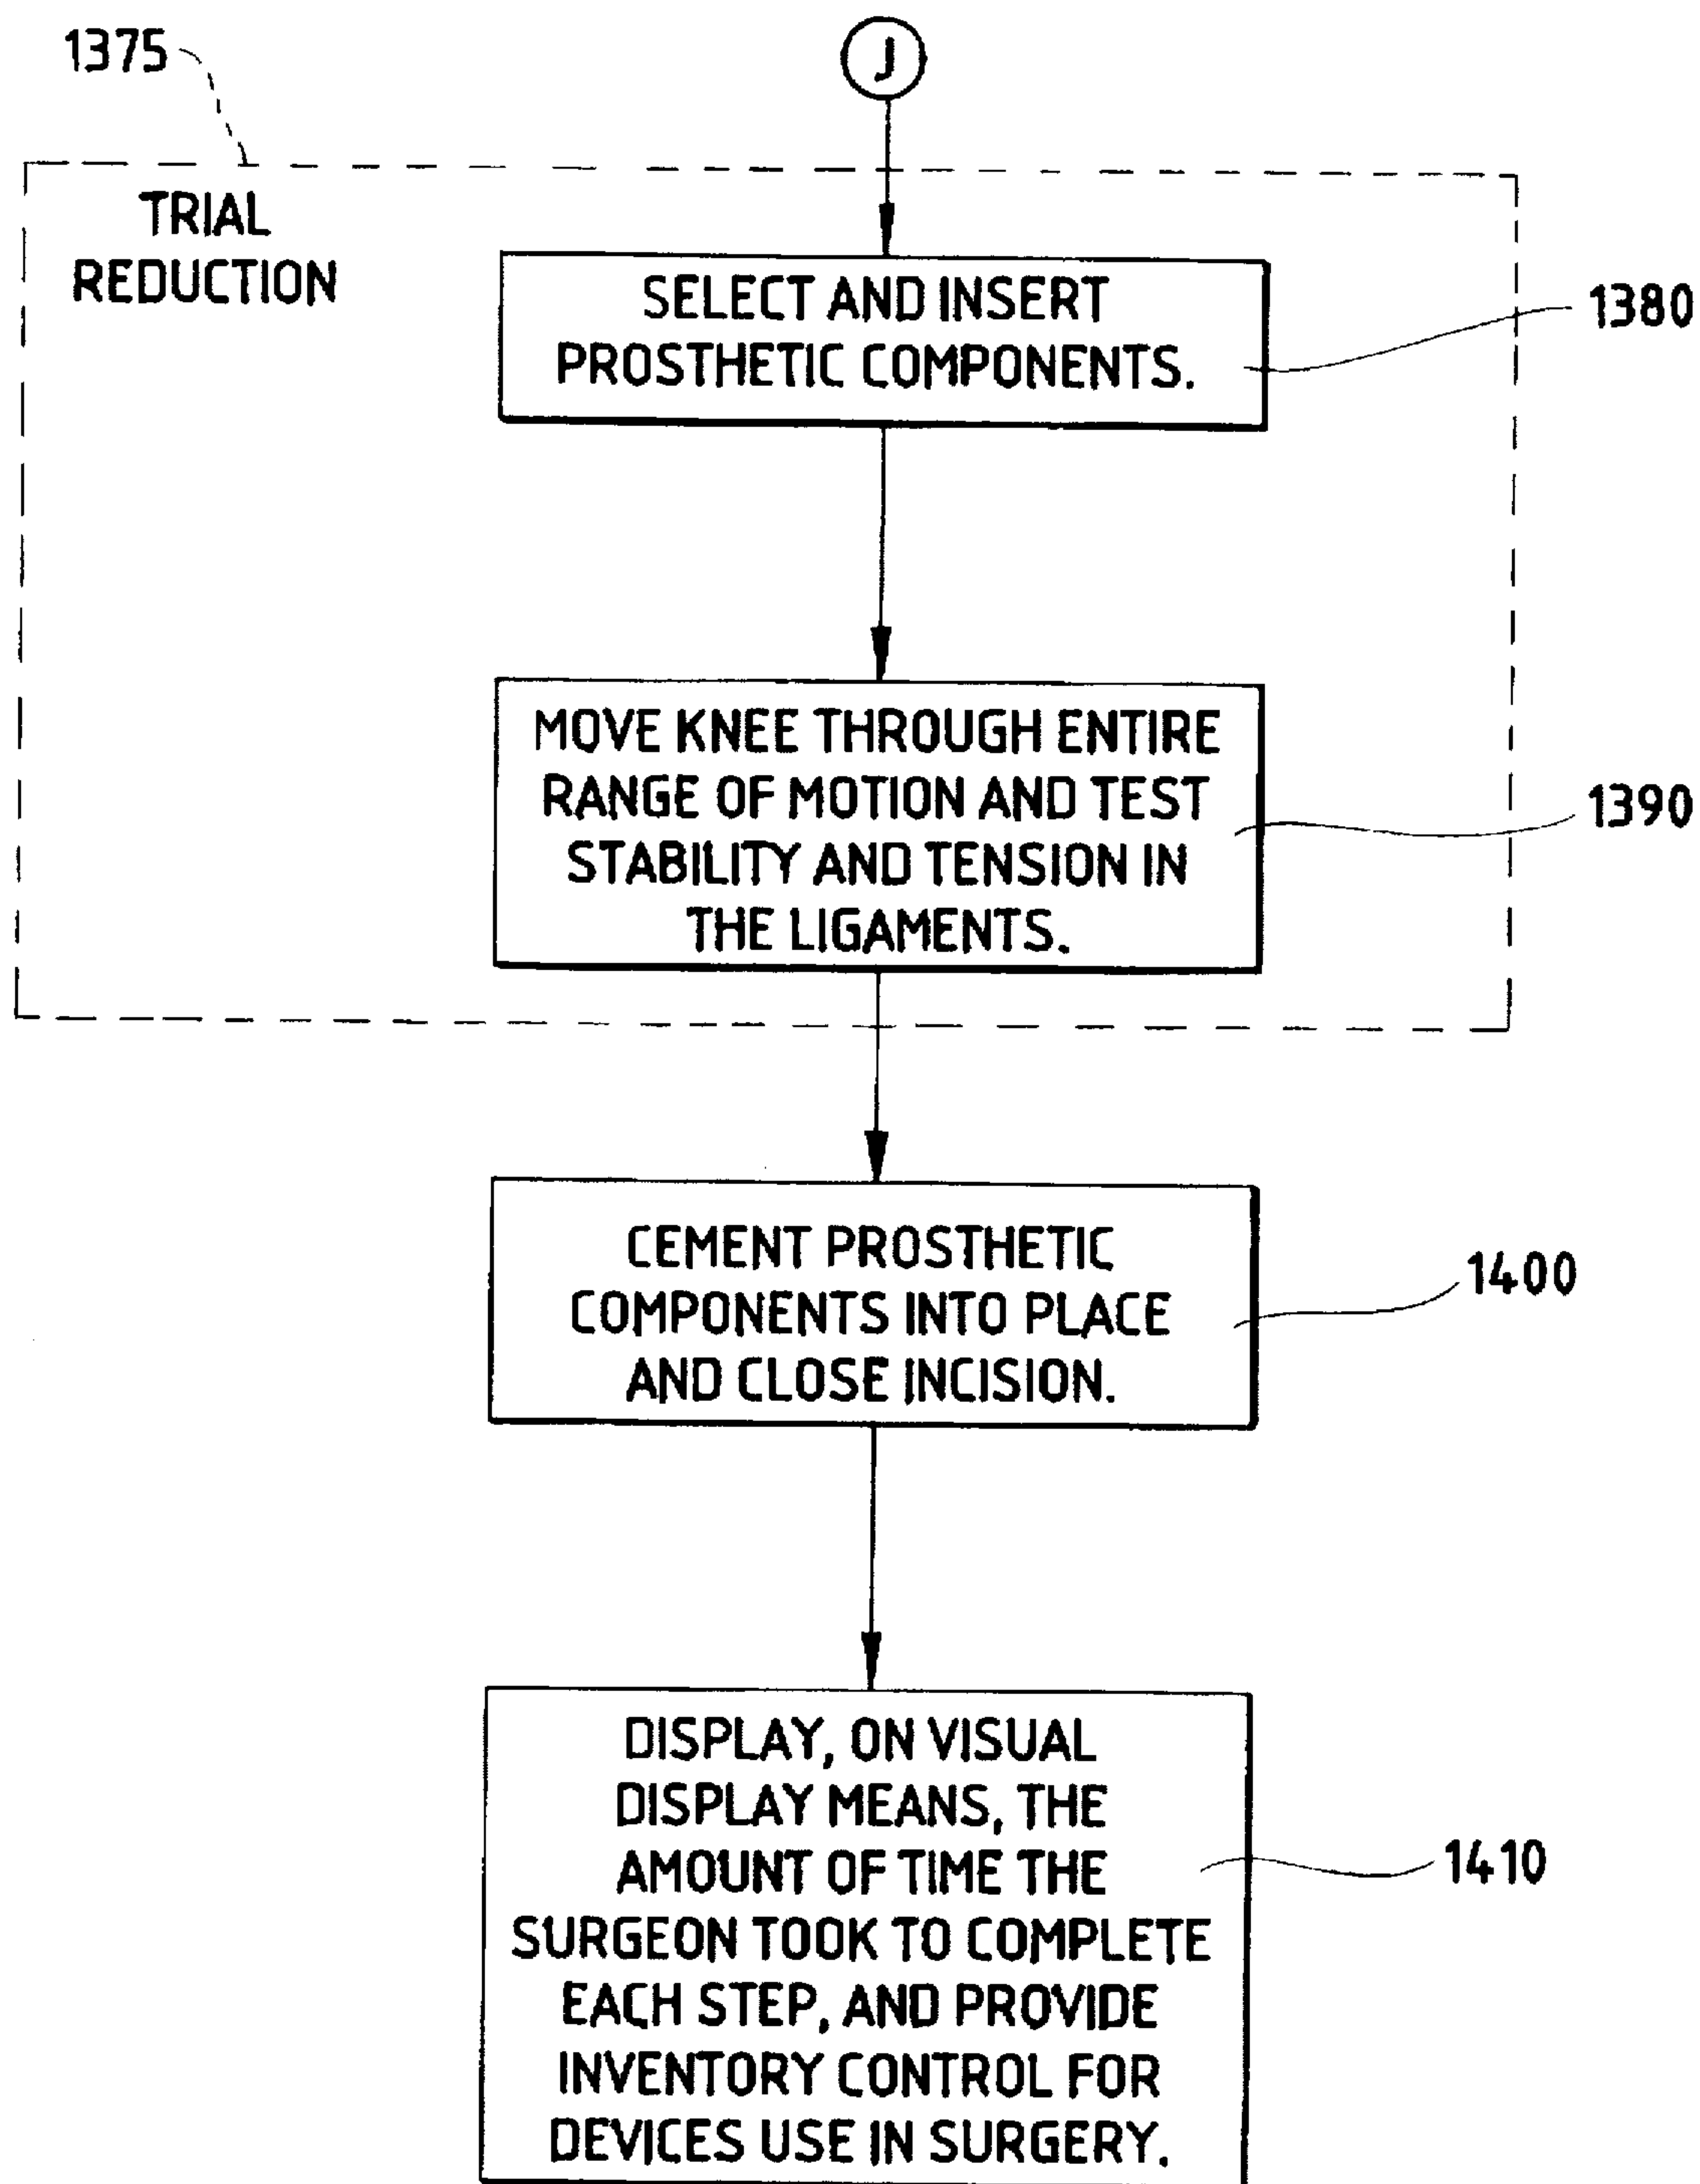 J
1375
TRIAL
REDUCTION
SELECT AND INSERT
PROSTHETIC COMPONENTS.
1380
MOVE KNEE THROUGH ENTIRE
RANGE OF MOTION AND TEST
STABILITY AND TENSION IN
THE LIGAMENTS.
1390
CEMENT PROSTHETIC
COMPONENTS INTO PLACE
AND CLOSE INCISION.
1400
DISPLAY, ON VISUAL
DISPLAY MEANS, THE
AMOUNT OF TIME THE
SURGEON TOOK TO COMPLETE
EACH STEP, AND PROVIDE
INVENTORY CONTROL FOR
DEVICES USE IN SURGERY.
1410